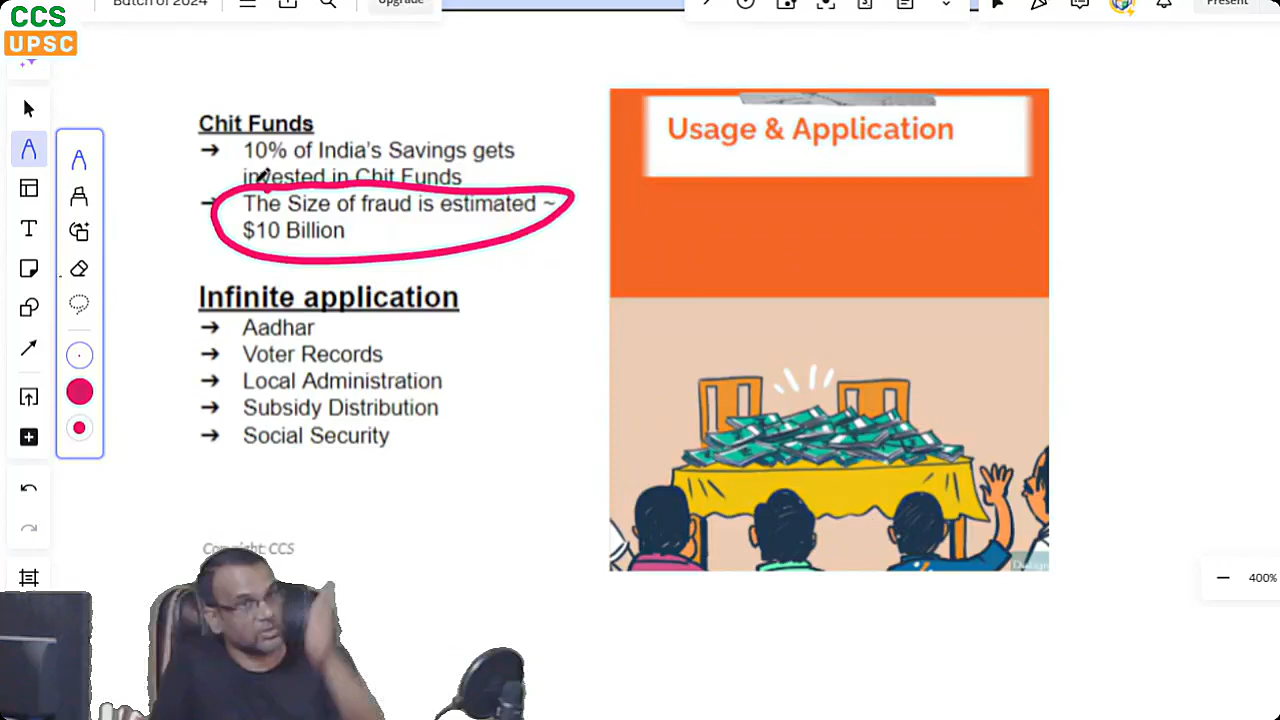 CCS
UPSC
Batch of 2024
Upgrade
Present
Chit Funds
➔ 10% of India's Savings gets
invested in Chit Funds
➔ The Size of fraud is estimated ~
$10 Billion
Infinite application
➔ Aadhar
➔ Voter Records
➔ Local Administration
➔ Subsidy Distribution
➔ Social Security
Copyright: CCS
Usage & Application
400%